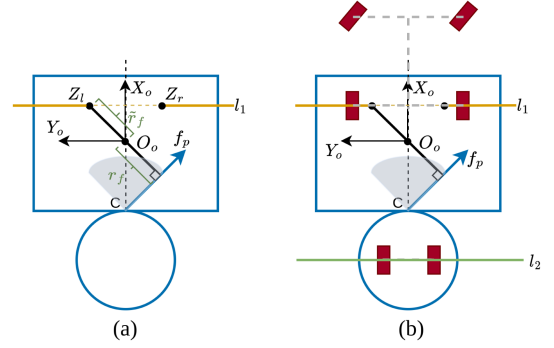 X_o
X_o
Z_l
Z_r
l_1
l_1
r̃_f
Y_o
O_o
f_p
Y_o
O_o
f_p
r_f
C
C
l_2
(a)
(b)